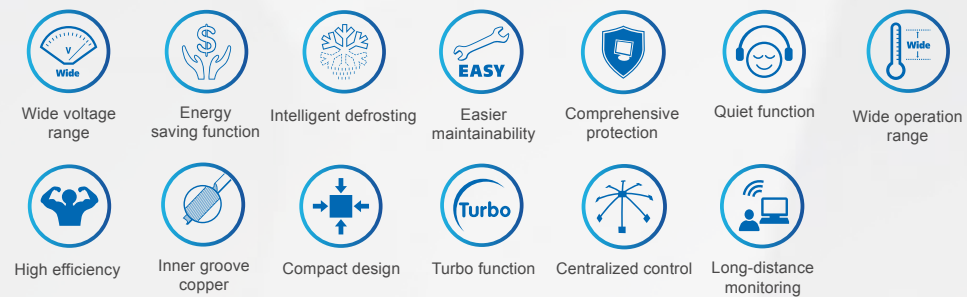 V
Wide
Wide voltage
range
$
Energy
saving function
Intelligent defrosting
EASY
Easier
maintainability
Comprehensive
protection
Quiet function
Wide
Wide operation
range
High efficiency
Inner groove
copper
Compact design
Turbo
Turbo function
Centralized control
Long-distance
monitoring